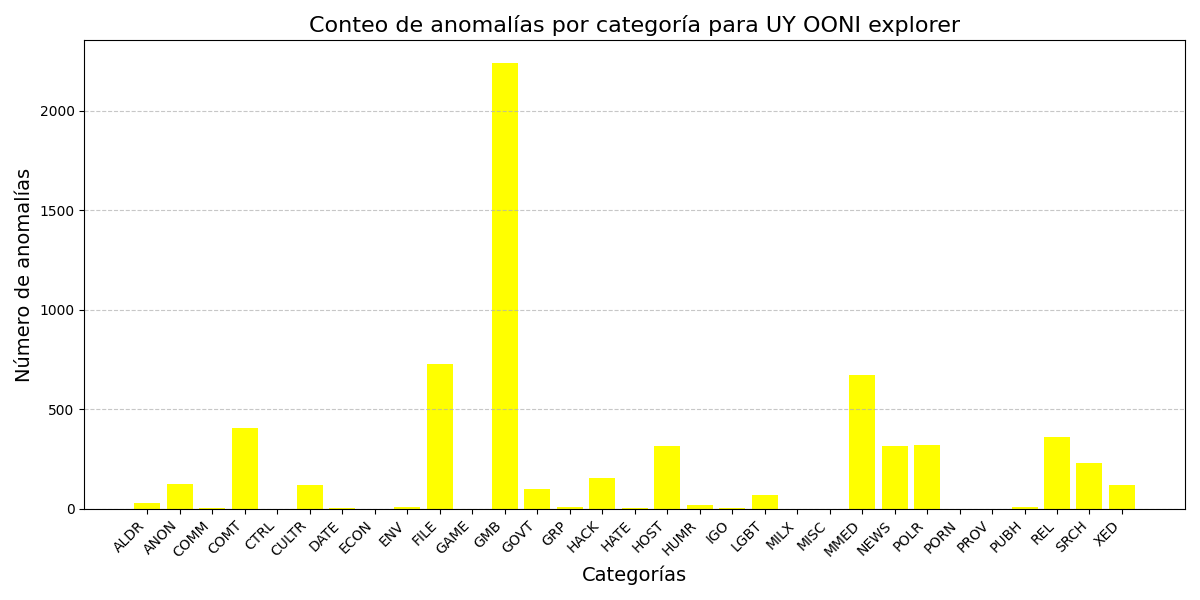 Conteo de anomalías por categoría para UY OONI explorer
Número de anomalías
2000
1500
1000
500
0
ALDR
ANON
COMM
COMT
CTRL
CULTR
DATE
ECON
ENV
FILE
GAME
GMB
GOVT
GRP
HACK
HATE
HOST
HUMR
IGO
LGBT
MILX
MISC
MMED
NEWS
POLR
PORN
PROV
PUBH
REL
SRCH
XED
Categorías